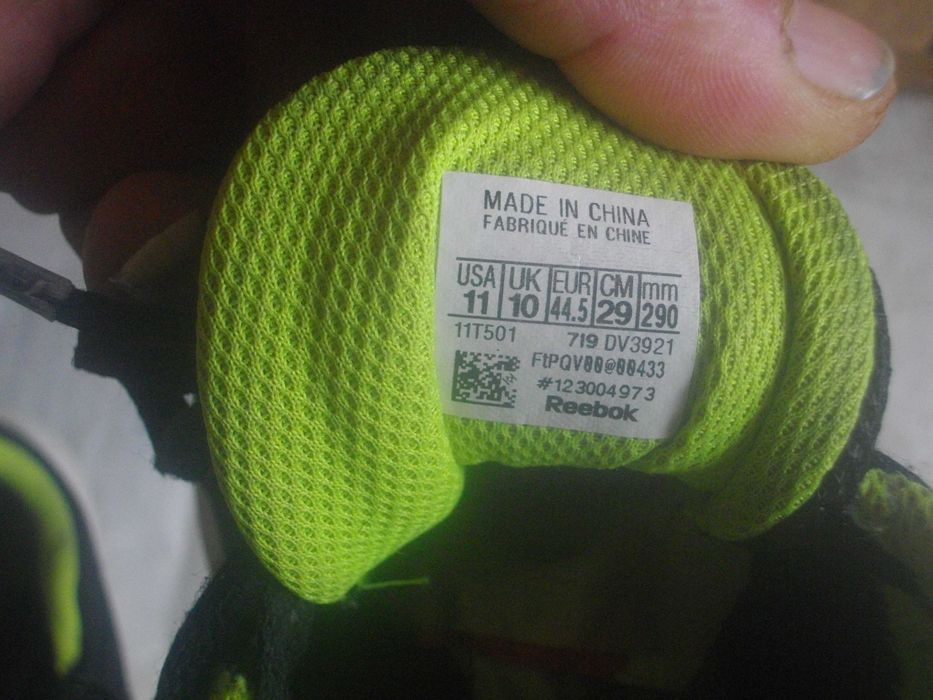 MADE IN CHINA
FABRIQUÉ EN CHINE
USA UK EUR CM mm
11 10 44.5 29 290
11T501 719 DV3921
FtPQV00@00433
#123004973
Reebok